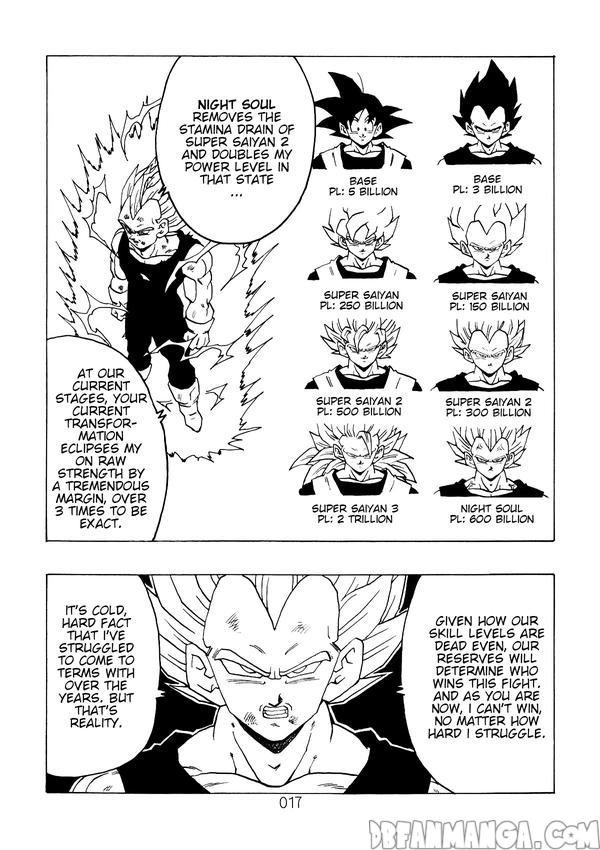 NIGHT SOUL
REMOVES THE
STAMINA DRAIN OF
SUPER SAIYAN 2
AND DOUBLES MY
POWER LEVEL IN
THAT STATE
...
BASE
PL: 5 BILLION
BASE
PL: 3 BILLION
SUPER SAIYAN
PL: 250 BILLION
SUPER SAIYAN
PL: 150 BILLION
SUPER SAIYAN 2
PL: 500 BILLION
SUPER SAIYAN 2
PL: 300 BILLION
SUPER SAIYAN 3
PL: 2 TRILLION
NIGHT SOUL
PL: 600 BILLION
AT OUR
CURRENT
STAGES, YOUR
CURRENT
TRANSFOR-
MATION
ECLIPSES MY
ON RAW
STRENGTH BY
A TREMENDOUS
MARGIN, OVER
3 TIMES TO BE
EXACT.
IT'S COLD,
HARD FACT
THAT I'VE
STRUGGLED
TO COME TO
TERMS WITH
OVER THE
YEARS. BUT
THAT'S
REALITY.
GIVEN HOW OUR
SKILL LEVELS ARE
DEAD EVEN, OUR
RESERVES WILL
DETERMINE WHO
WINS THIS FIGHT.
AND AS YOU ARE
NOW, I CAN'T WIN,
NO MATTER HOW
HARD I STRUGGLE.
017
DBFANMANGA.COM